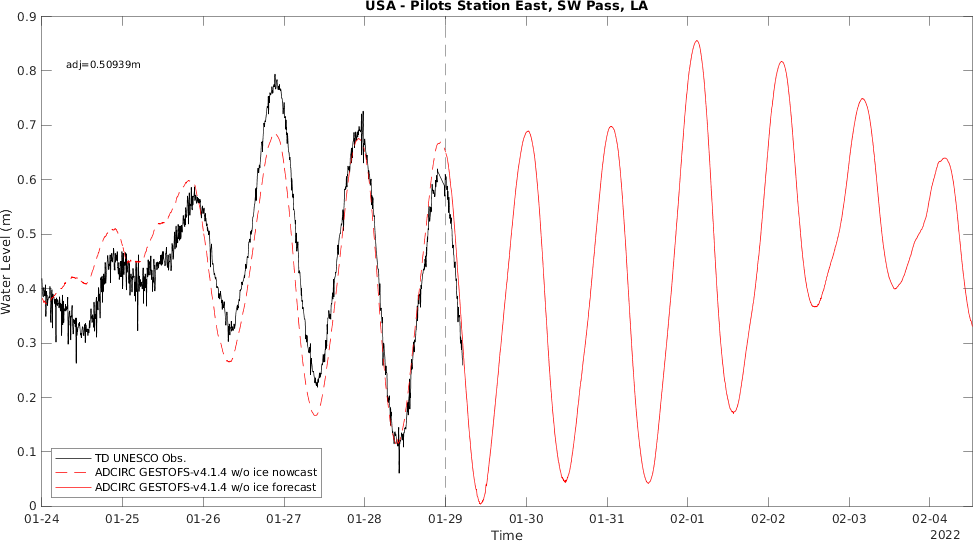 USA - Pilots Station East, SW Pass, LA
adj=0.50939m
0.9
0.8
0.7
0.6
0.5
0.4
0.3
0.2
0.1
0
Water Level (m)
TD UNESCO Obs.
ADCIRC GESTOFS-v4.1.4 w/o ice nowcast
ADCIRC GESTOFS-v4.1.4 w/o ice forecast
01-24 01-25 01-26 01-27 01-28 01-29 01-30 01-31 02-01 02-02 02-03 02-04
Time
2022